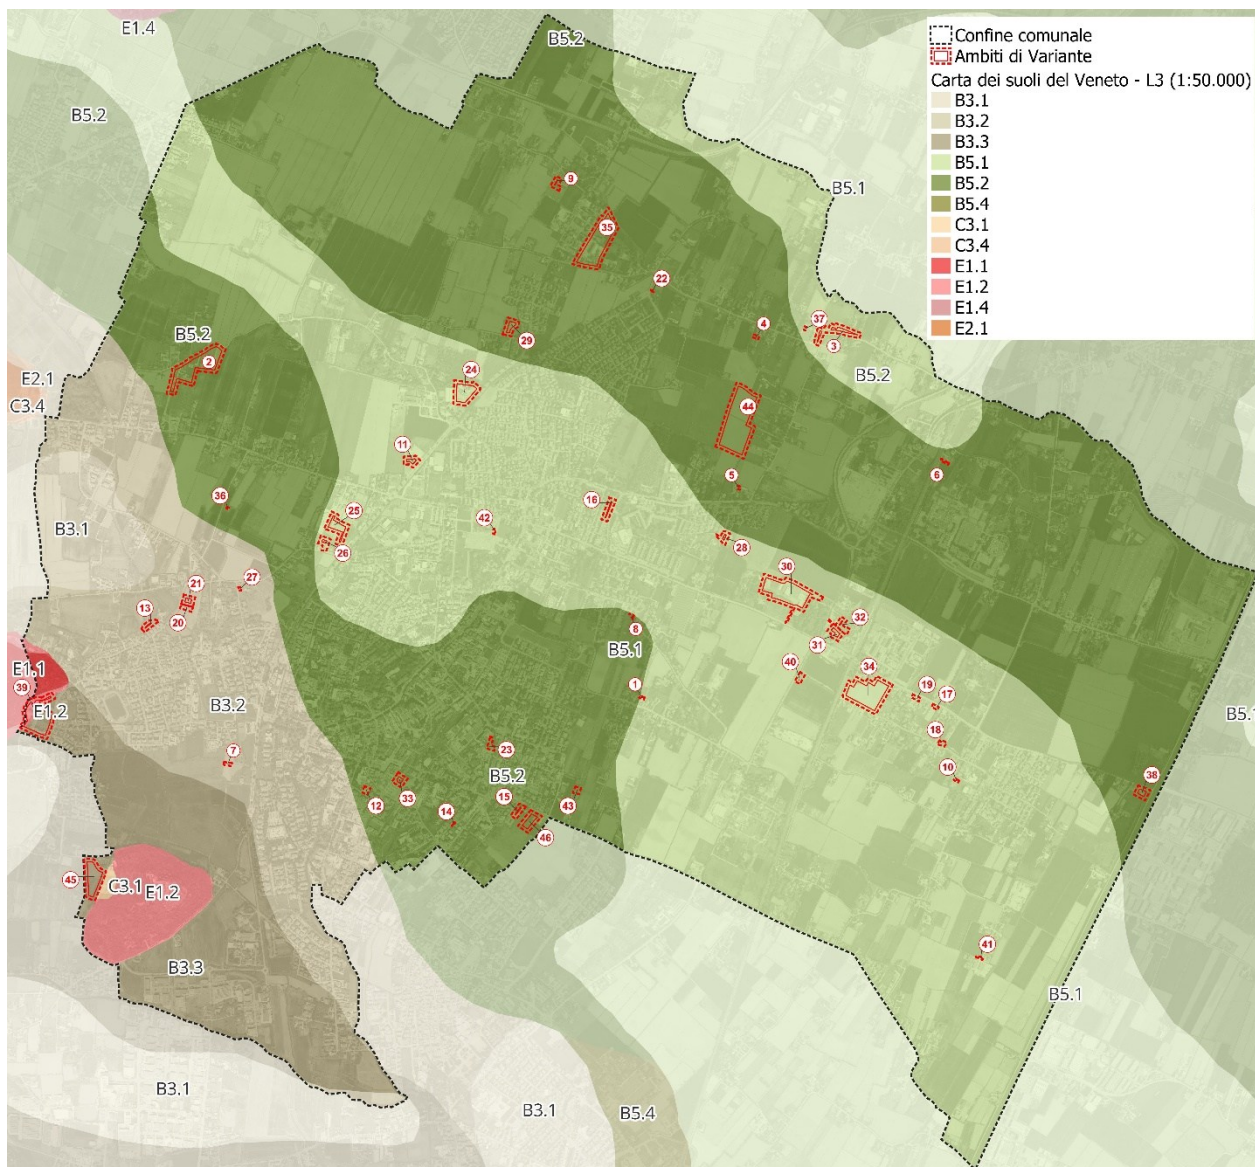 E1.4
B5.2
Confine comunale
Ambiti di Variante
Carta dei suoli del Veneto - L3 (1:50.000)
B3.1
B3.2
B3.3
B5.1
B5.2
B5.4
C3.1
C3.4
E1.1
E1.2
E1.4
E2.1
B5.2
9
B5.1
35
22
4
37
3
29
B5.2
2
24
B5.2
E2.1
C3.4
44
11
5
6
36
16
25
42
B3.1
26
28
27
21
30
13
20
32
8
31
B5.1
E1.1
40
34
39
1
19
17
E1.2
B3.2
B5.1
18
23
7
10
38
B5.2
12
33
15
43
14
46
45
C3.1
E1.2
41
B3.3
B5.1
B3.1
B3.1
B5.4